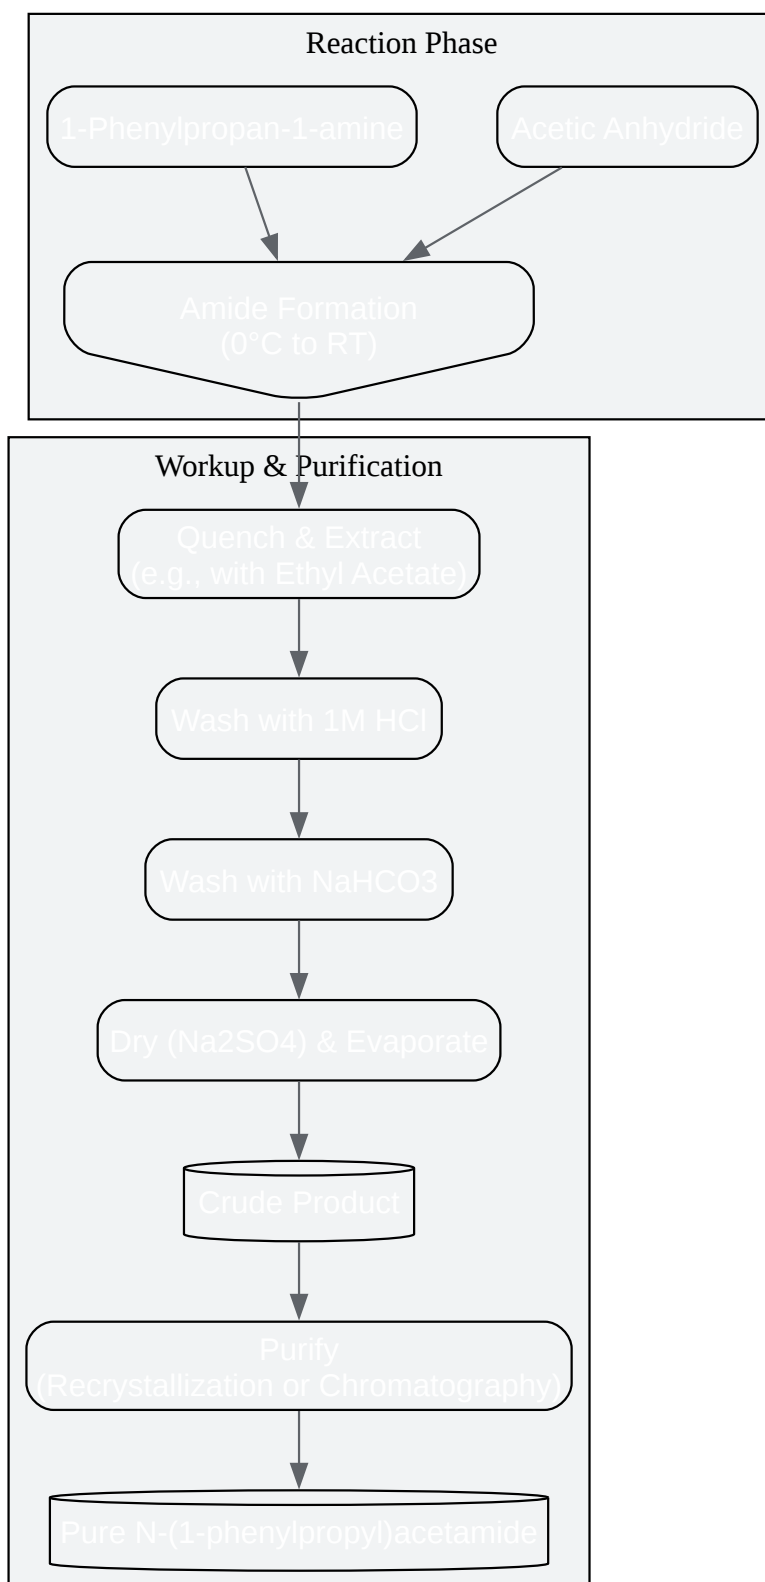 Reaction Phase
1-Phenylpropan-1-amine
Acetic Anhydride
Amide Formation
(0°C to RT)
Workup & Purification
Quench & Extract
(e.g., with Ethyl Acetate)
Wash with 1M HCl
Wash with NaHCO3
Dry (Na2SO4) & Evaporate
Crude Product
Purify
(Recrystallization or Chromatography)
Pure N-(1-phenylpropyl)acetamide